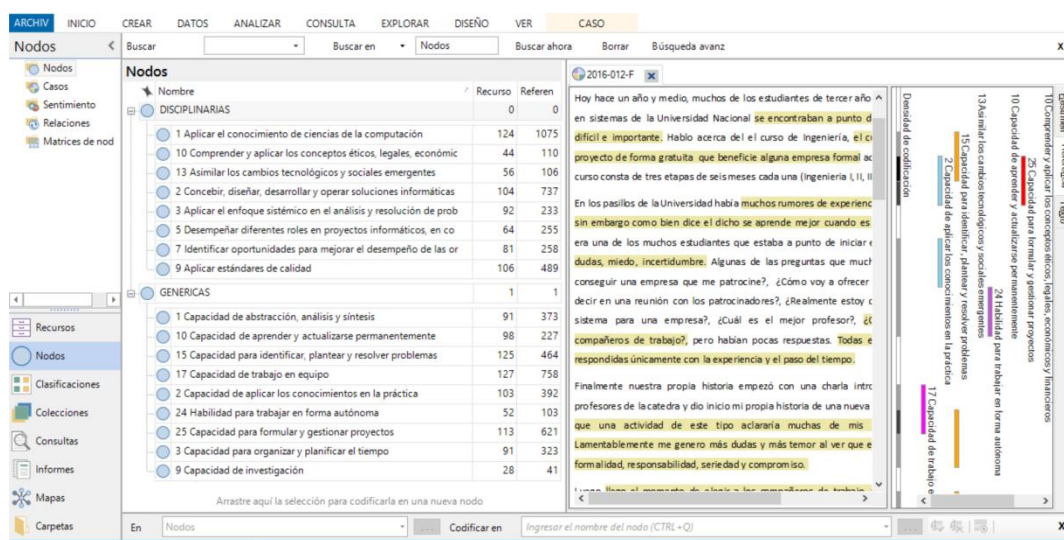 ARCHIV INICIO CREAR DATOS ANALIZAR CONSULTA EXPLORAR DISEÑO VER CASO
Nodos
Buscar Buscar en Nodos Buscar ahora Borrar Búsqueda avanz
Nodos
Casos
Sentimiento
Relaciones
Matrices de nod
Recursos
Nodos
Clasificaciones
Colecciones
Consultas
Informes
Mapas
Carpetas
Nodos
Nombre Recurso Referen
DISCIPLINARIAS 0 0
1 Aplicar el conocimiento de ciencias de la computación 124 1075
10 Comprender y aplicar los conceptos éticos, legales, económic 44 110
13 Asimilar los cambios tecnológicos y sociales emergentes 56 106
2 Concebir, diseñar, desarrollar y operar soluciones informáticas 104 737
3 Aplicar el enfoque sistémico en el análisis y resolución de prob 92 233
5 Desempeñar diferentes roles en proyectos informáticos, en co 64 255
7 Identificar oportunidades para mejorar el desempeño de las or 81 258
9 Aplicar estándares de calidad 106 489
GENERICAS 1 1
1 Capacidad de abstracción, análisis y síntesis 91 373
10 Capacidad de aprender y actualizarse permanentemente 98 227
15 Capacidad para identificar, plantear y resolver problemas 125 464
17 Capacidad de trabajo en equipo 127 758
2 Capacidad de aplicar los conocimientos en la práctica 103 392
24 Habilidad para trabajar en forma autónoma 52 103
25 Capacidad para formular y gestionar proyectos 113 621
3 Capacidad para organizar y planificar el tiempo 91 323
9 Capacidad de investigación 28 41
Arrastre aquí la selección para codificarla en una nueva nodo
2016-012-F
Hoy hace un año y medio, muchos de los estudiantes de tercer año
en sistemas de la Universidad Nacional se encontraban a punto d
difícil e importante. Hablo acerca del el curso de Ingeniería, el c
proyecto de forma gratuita que beneficie alguna empresa formal ac
curso consta de tres etapas de seis meses cada una (Ingenieria I, II, II
En los pasillos de la Universidad había muchos rumores de experienc
sin embargo como bien dice el dicho se aprende mejor cuando es
era una de los muchos estudiantes que estaba a punto de iniciar
dudas, miedo, incertidumbre. Algunas de las preguntas que much
conseguir una empresa que me patrocine?, ¿Cómo voy a ofrecer
decir en una reunión con los patrocinadores?, ¿Realmente estoy c
sistema para una empresa?, ¿Cuál es el mejor profesor?,
compañeros de trabajo?, pero habían pocas respuestas. Todas e
respondidas únicamente con la experiencia y el paso del tiempo.
Finalmente nuestra propia historia empezó con una charla intro
profesores de la catedra y dio inicio mi propia historia de una nueva
que una actividad de este tipo aclararía muchas de mis
Lamentablemente me genero más dudas y más temor al ver que e
formalidad, responsabilidad, seriedad y compromiso.
Densidad de codificación
2 Capacidad de aplicar los conocimientos en la práctica
17 Capacidad de trabajo e
15 Capacidad para identificar, plantear y resolver problemas
13 Asimilar los cambios tecnológicos y sociales emergentes
24 Habilidad para trabajar en forma autónoma
10 Capacidad de aprender y actualizarse permanentemente
25 Capacidad para formular y gestionar proyectos
10 Comprender y aplicar los conceptos éticos, legales, económicos y financieros
En Nodos Codificar en Ingresar el nombre del nodo (CTRL+Q)